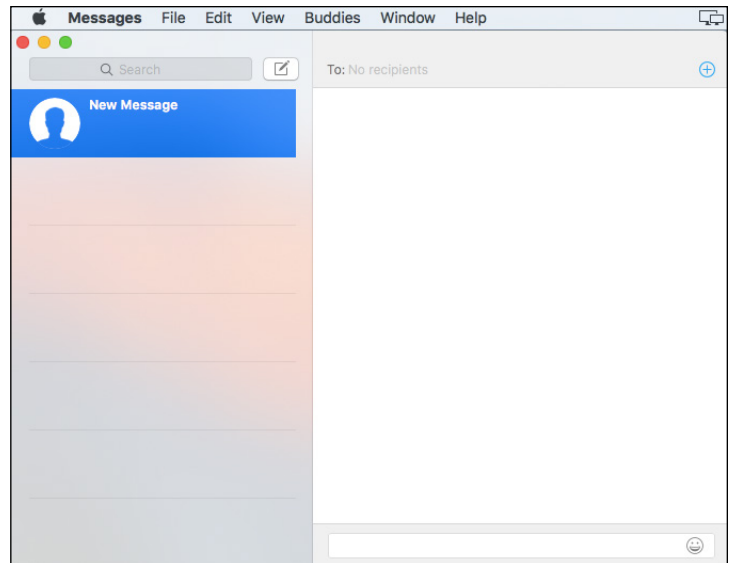 Messages File Edit View Buddies Window Help
Search
To: No recipients
New Message